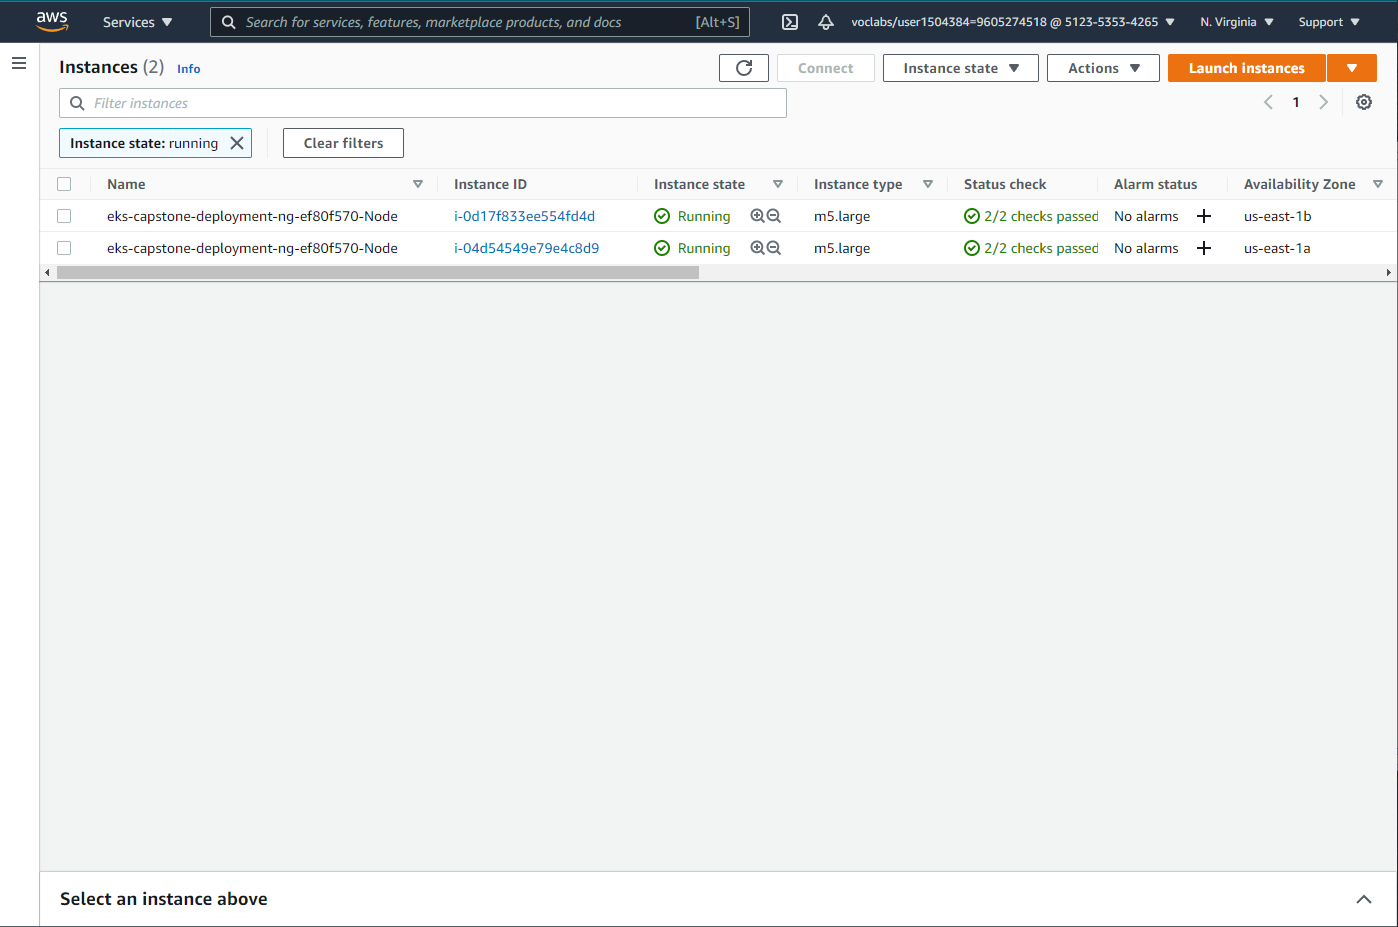 aws Services Search for services, features, marketplace products, and docs [Alt+S] voclabs/user1504384=9605274518 @ 5123-5353-4265 N. Virginia Support
Instances (2) Info Connect Instance state Actions Launch instances
Filter instances 1
Instance state: running Clear filters
Name Instance ID Instance state Instance type Status check Alarm status Availability Zone
eks-capstone-deployment-ng-ef80f570-Node i-0d17f833ee554fd4d Running m5.large 2/2 checks passed No alarms us-east-1b
eks-capstone-deployment-ng-ef80f570-Node i-04d54549e79e4c8d9 Running m5.large 2/2 checks passed No alarms us-east-1a
Select an instance above